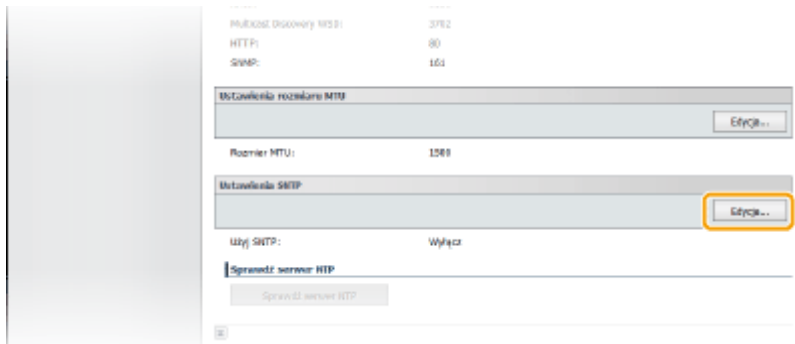 Multicast Discovery WSD: 3702
HTTP: 80
SNMP: 161
Ustawienia rozmiaru MTU
Edycja...
Rozmiar MTU: 1500
Ustawienia SNTP
Edycja...
Użyj SNTP: Wyłącz
Sprawdź serwer NTP
Sprawdź serwer NTP